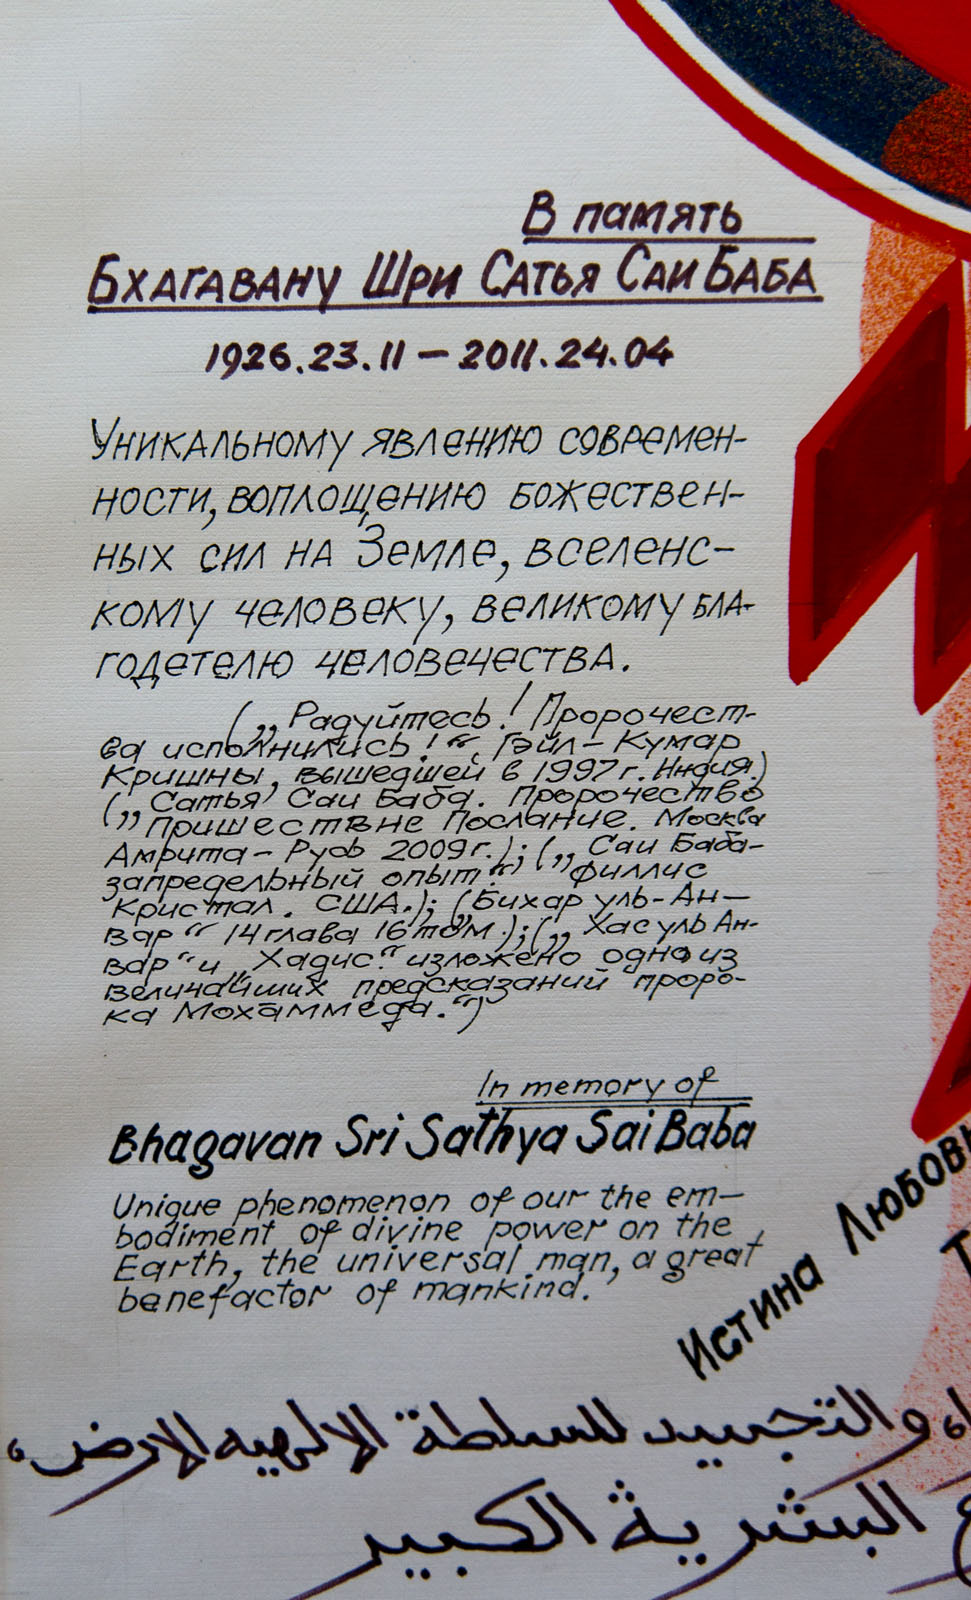 В память
Бхагавану Шри Сатья Саи Баба
1926.23.11 – 2011.24.04
Уникальному явлению современ-
ности, воплощению божествен-
ных сил на Земле, вселенс-
кому человеку, великому бла-
годетелю человечества.
(„Радуйтесь! Пророчест-
ва исполнились!“ Гэйл-Кумар
Кришны, вышедшей в 1997 г. Индия.)
(„Сатья Саи Баба. Пророчество
(„Пришествие Послание. Москва
Амрита-Русь 2009г.); („Саи Баба-
запредельный опыт“ „Филлис
Кристал. США.); („Бихар уль-Ан-
вар“ 14 глава 16 том.); („Хас уль Ан-
вар“ и „Хадис“ изложено одно из
величайших предсказаний проро-
ка Мохаммеда.“)
In memory of
Bhagavan Sri Sathya Sai Baba
Unique phenomenon of our the em-
bodiment of divine power on the
Earth, the universal man, a great
benefactor of mankind.
Истина Любовь
والتجسيد للسلطة الإلهيه الارض،
البشرية الكبير